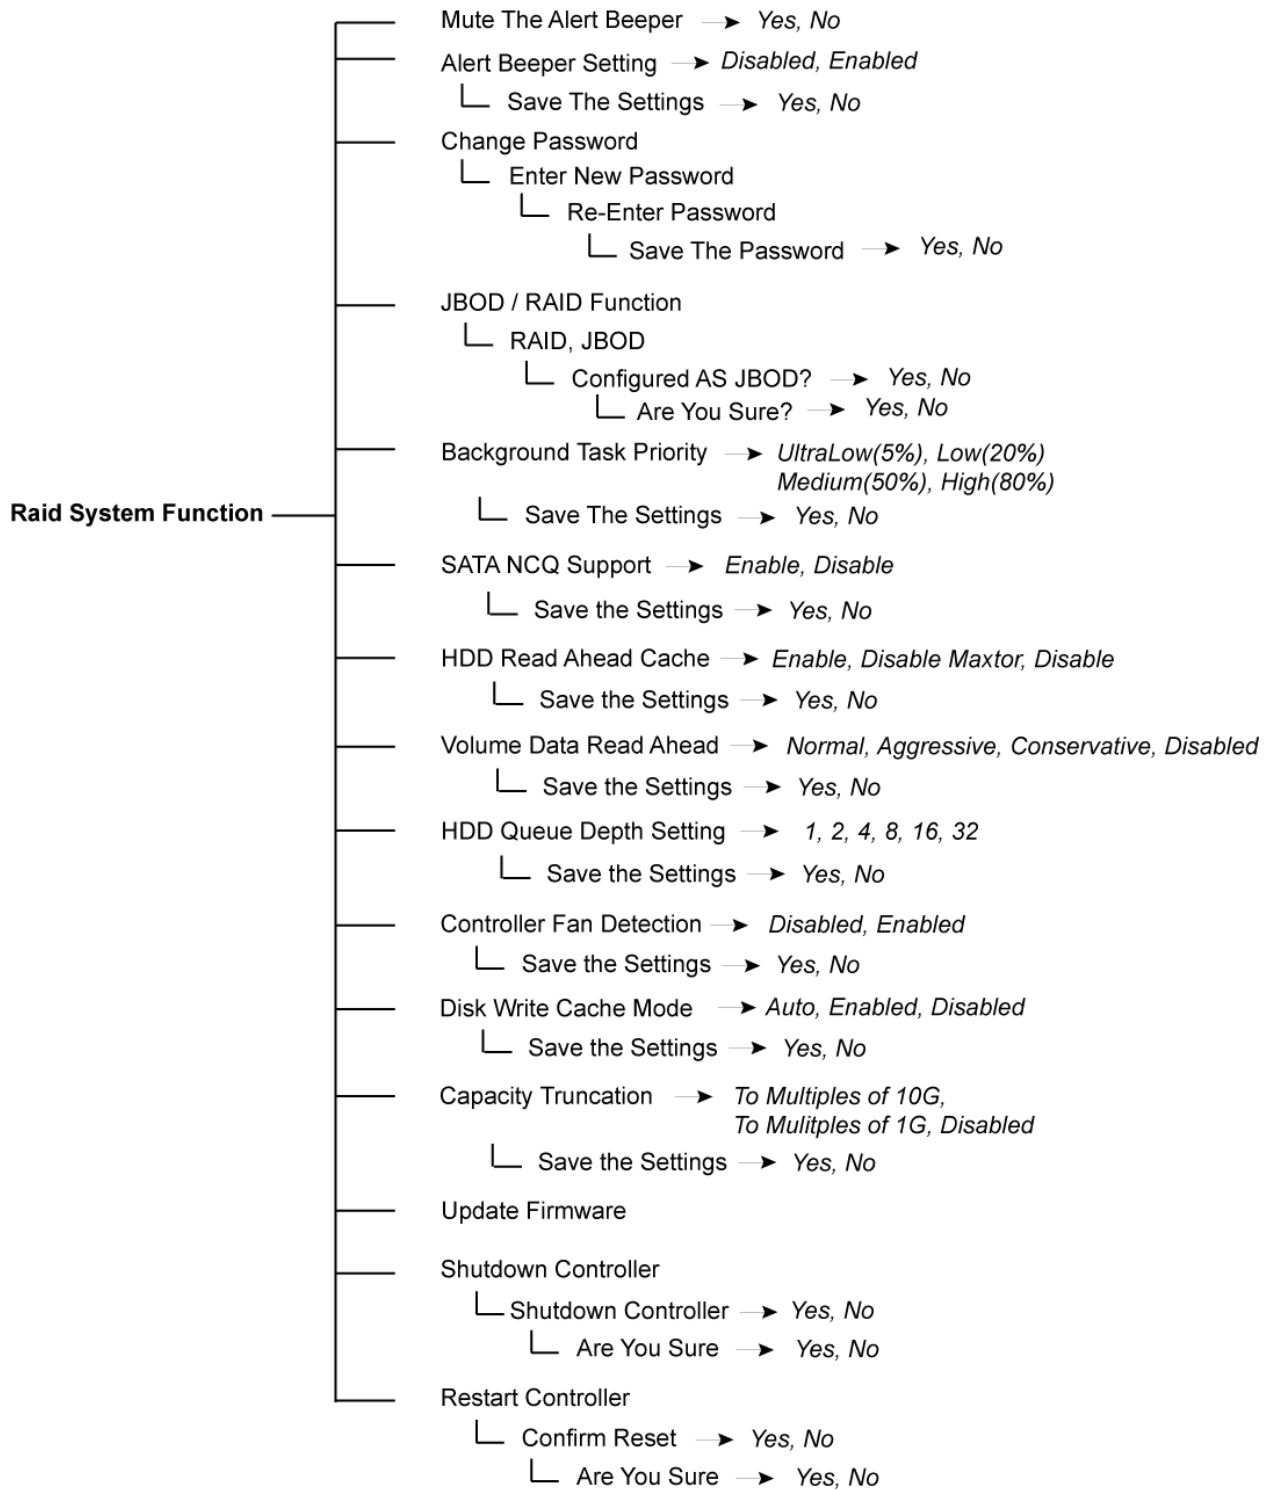 Mute The Alert Beeper Yes, No
Alert Beeper Setting Disabled, Enabled
Save The Settings Yes, No
Change Password
Enter New Password
Re-Enter Password
Save The Password Yes, No
JBOD / RAID Function
RAID, JBOD
Configured AS JBOD? Yes, No
Are You Sure? Yes, No
Background Task Priority UltraLow(5%), Low(20%)
Medium(50%), High(80%)
Raid System Function
Save The Settings Yes, No
SATA NCQ Support Enable, Disable
Save the Settings Yes, No
HDD Read Ahead Cache Enable, Disable Maxtor, Disable
Save the Settings Yes, No
Volume Data Read Ahead Normal, Aggressive, Conservative, Disabled
Save the Settings Yes, No
HDD Queue Depth Setting 1, 2, 4, 8, 16, 32
Save the Settings Yes, No
Controller Fan Detection Disabled, Enabled
Save the Settings Yes, No
Disk Write Cache Mode Auto, Enabled, Disabled
Save the Settings Yes, No
Capacity Truncation To Multiples of 10G,
To Mulitples of 1G, Disabled
Save the Settings Yes, No
Update Firmware
Shutdown Controller
Shutdown Controller Yes, No
Are You Sure Yes, No
Restart Controller
Confirm Reset Yes, No
Are You Sure Yes, No